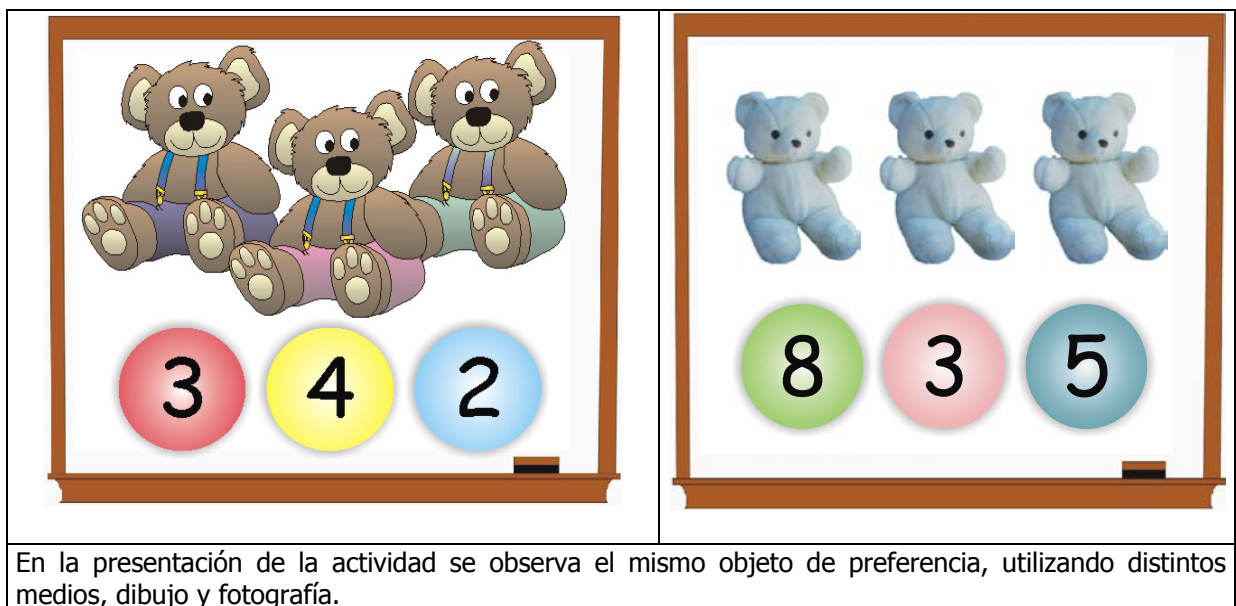 3 4 2
8 3 5
En la presentación de la actividad se observa el mismo objeto de preferencia, utilizando distintos
medios, dibujo y fotografía.